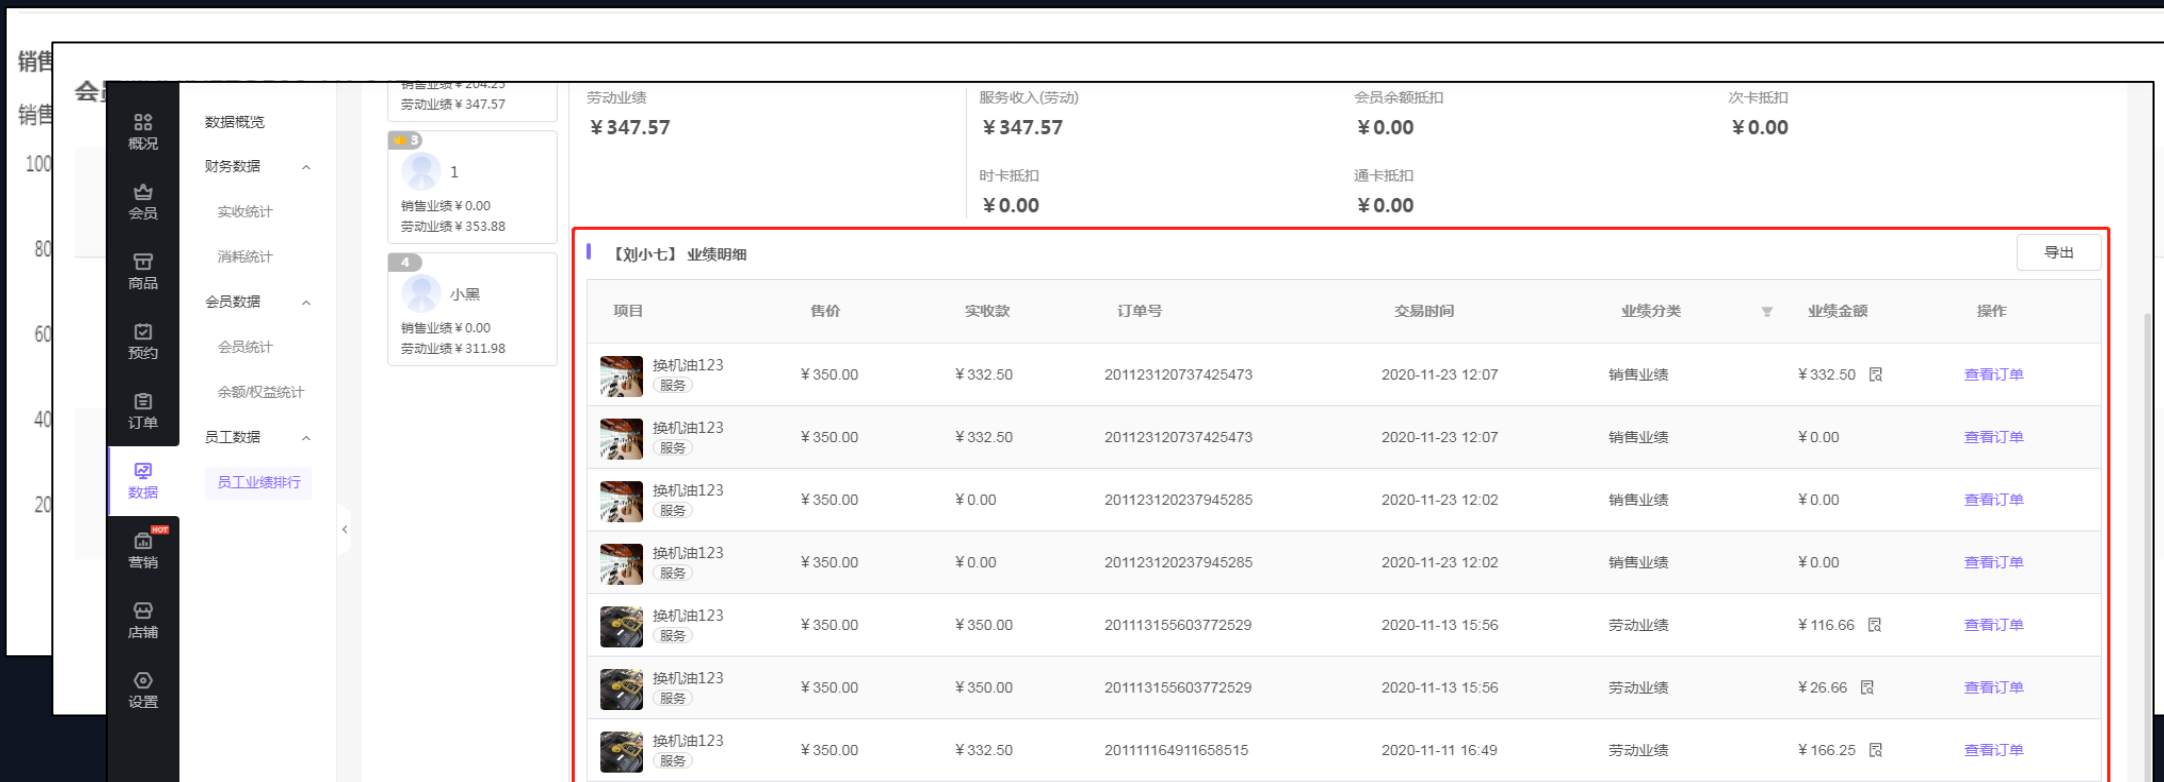 销售
销售
100
80
60
40
20
会员
概况
会员
商品
预约
订单
数据
HOT
营销
店铺
设置
数据概览
财务数据
实收统计
消耗统计
会员数据
会员统计
余额/权益统计
员工数据
员工业绩排行
销售业绩¥204.25
劳动业绩¥347.57
3
1
销售业绩¥0.00
劳动业绩¥353.88
4
小黑
销售业绩¥0.00
劳动业绩¥311.98
劳动业绩 服务收入(劳动) 会员余额抵扣 次卡抵扣
¥347.57 ¥347.57 ¥0.00 ¥0.00
时卡抵扣 通卡抵扣
¥0.00 ¥0.00
【刘小七】业绩明细 导出
项目 售价 实收款 订单号 交易时间 业绩分类 业绩金额 操作
换机油123 服务 ¥350.00 ¥332.50 201123120737425473 2020-11-23 12:07 销售业绩 ¥332.50 查看订单
换机油123 服务 ¥350.00 ¥332.50 201123120737425473 2020-11-23 12:07 销售业绩 ¥0.00 查看订单
换机油123 服务 ¥350.00 ¥0.00 201123120237945285 2020-11-23 12:02 销售业绩 ¥0.00 查看订单
换机油123 服务 ¥350.00 ¥0.00 201123120237945285 2020-11-23 12:02 销售业绩 ¥0.00 查看订单
换机油123 服务 ¥350.00 ¥350.00 201113155603772529 2020-11-13 15:56 劳动业绩 ¥116.66 查看订单
换机油123 服务 ¥350.00 ¥350.00 201113155603772529 2020-11-13 15:56 劳动业绩 ¥26.66 查看订单
换机油123 服务 ¥350.00 ¥332.50 201111164911658515 2020-11-11 16:49 劳动业绩 ¥166.25 查看订单